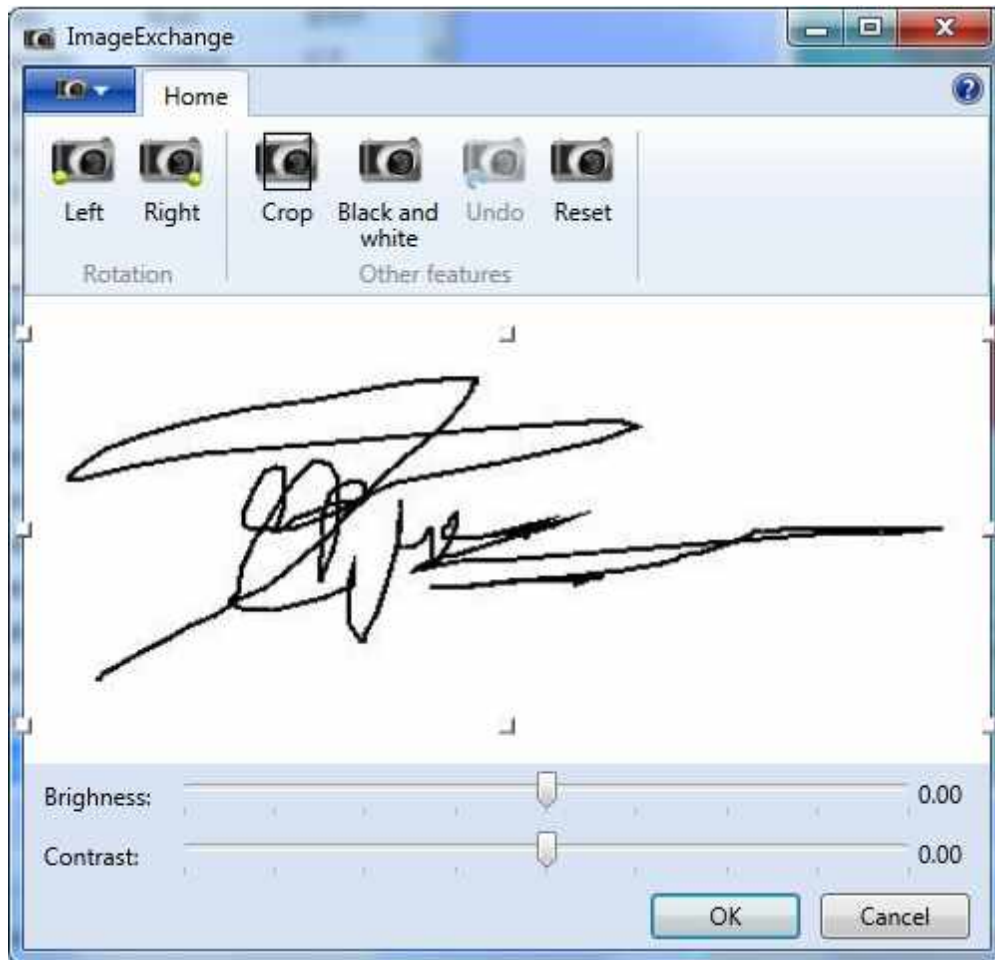 ImageExchange
Home
Left
Right
Crop
Black and
white
Undo
Reset
Rotation
Other features
Brighness:
0.00
Contrast:
0.00
OK
Cancel